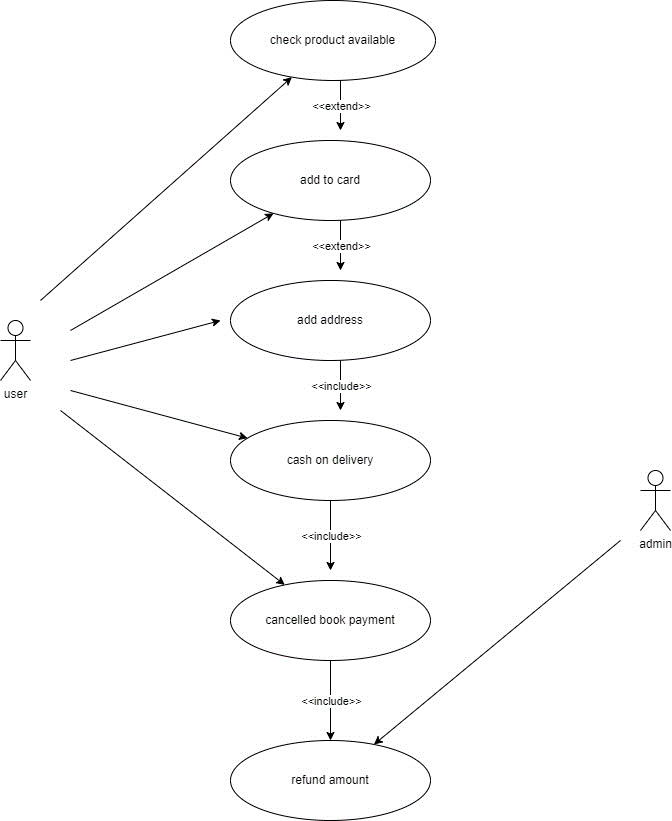 check product available
<<extend>>
add to card
<<extend>>
add address
user
<<include>>
cash on delivery
<<include>>
admin
cancelled book payment
<<include>>
refund amount